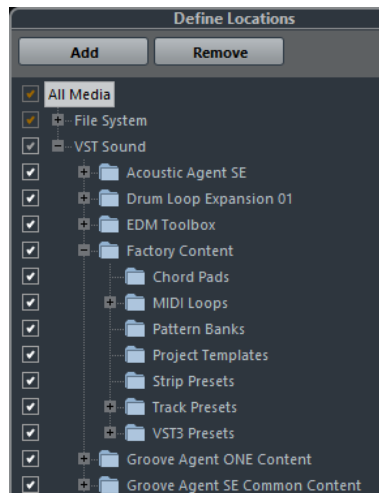 Define Locations
Add Remove
All Media
File System
VST Sound
Acoustic Agent SE
Drum Loop Expansion 01
EDM Toolbox
Factory Content
Chord Pads
MIDI Loops
Pattern Banks
Project Templates
Strip Presets
Track Presets
VST3 Presets
Groove Agent ONE Content
Groove Agent SE Common Content